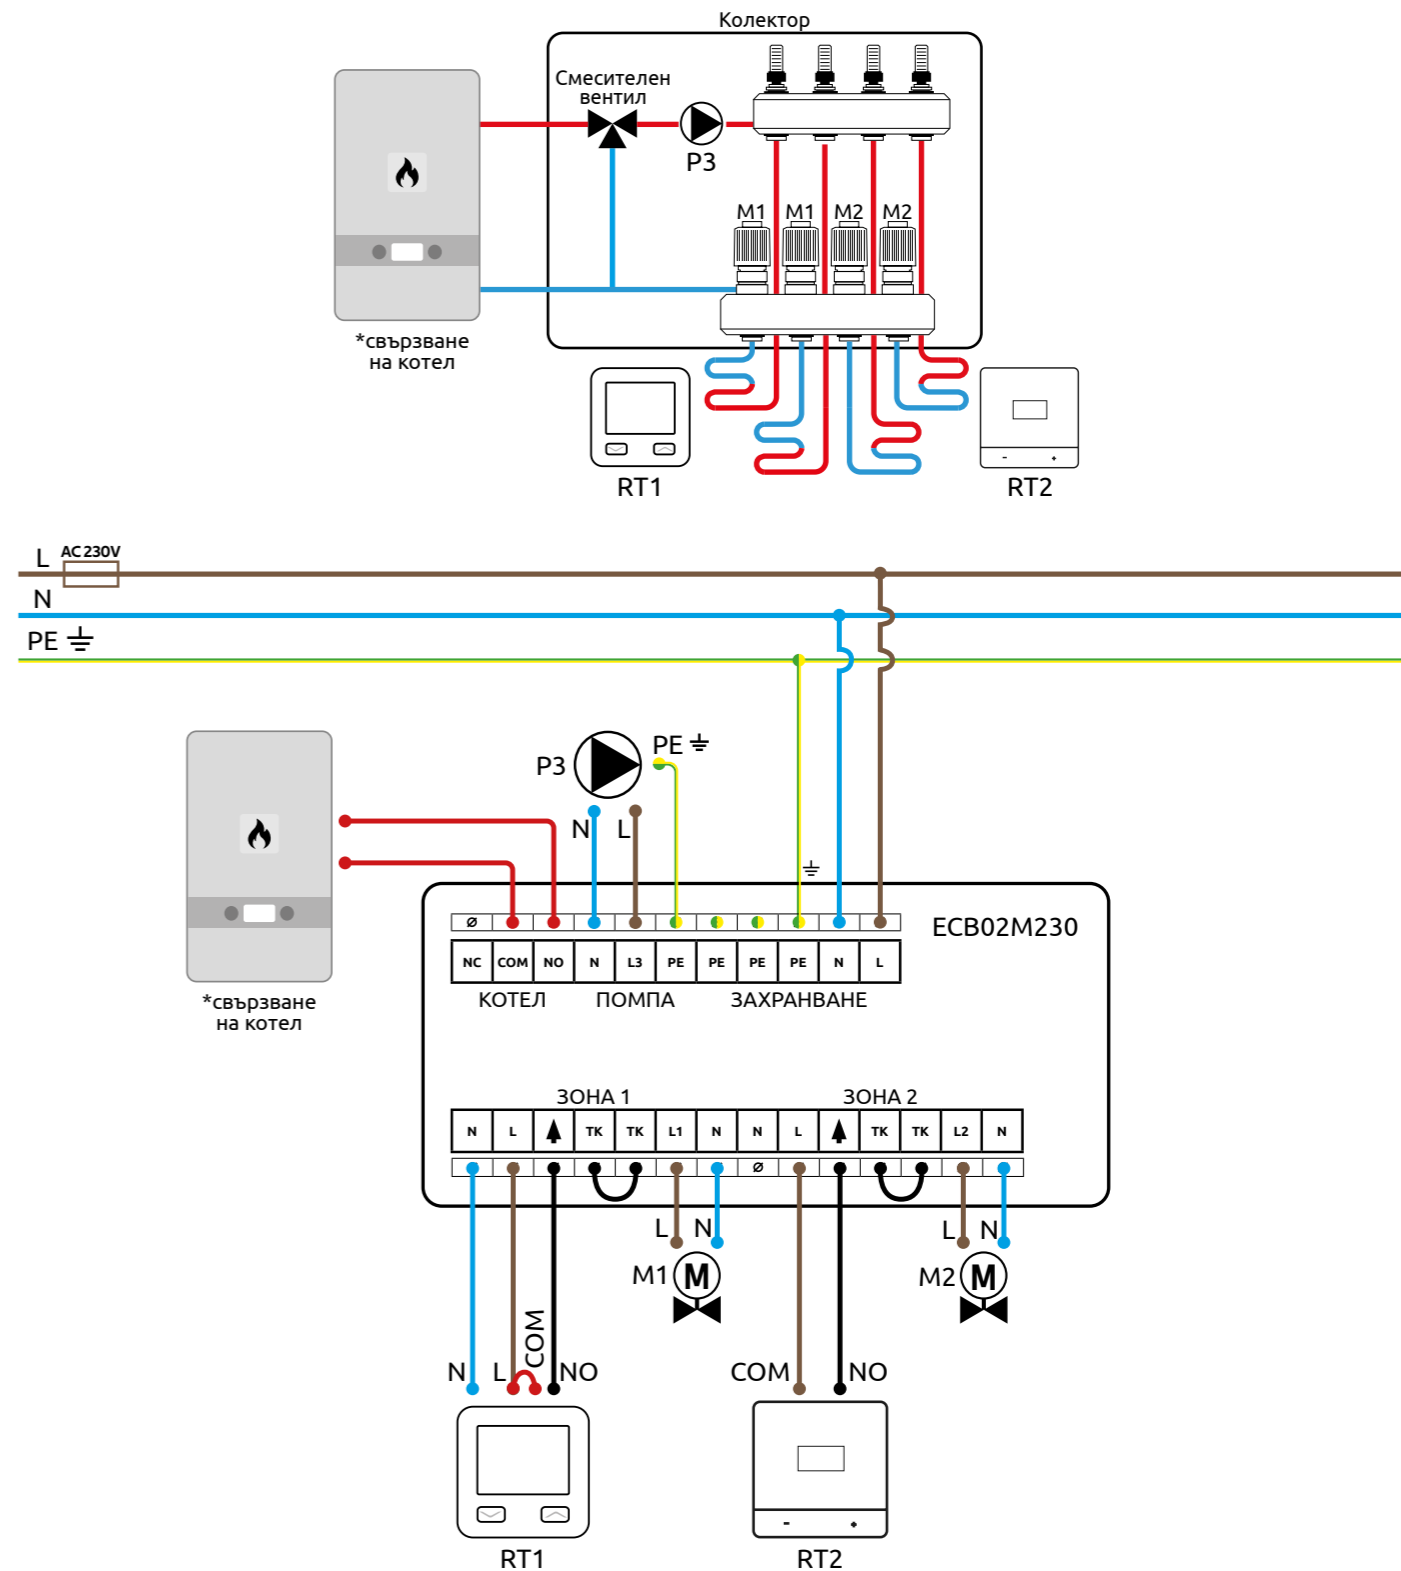 Колектор
Смесителен
вентил
P3
M1 M1 M2 M2
*свързване
на котел
RT1
RT2
L AC 230V
N
PE
P3
PE
N L
ECB02M230
Ø
NC COM NO N L3 PE PE PE PE N L
КОТЕЛ ПОМПА ЗАХРАНВАНЕ
*свързване
на котел
ЗОНА 1 ЗОНА 2
N L TK TK L1 N N L TK TK L2 N
Ø
L N L N
M1 M M2 M
COM
N L NO COM NO
- +
RT1 RT2